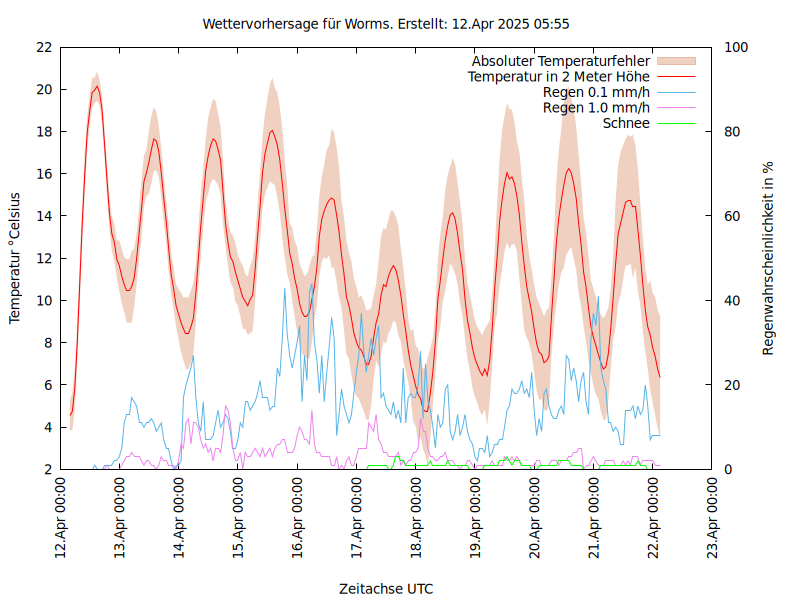 Wettervorhersage für Worms. Erstellt: 12.Apr 2025 05:55
Absoluter Temperaturfehler
Temperatur in 2 Meter Höhe
Regen 0.1 mm/h
Regen 1.0 mm/h
Schnee
Temperatur °Celsius
22
20
18
16
14
12
10
8
6
4
2
100
80
60
40
20
0
Regenwahrscheinlichkeit in %
12.Apr 00:00
13.Apr 00:00
14.Apr 00:00
15.Apr 00:00
16.Apr 00:00
17.Apr 00:00
18.Apr 00:00
19.Apr 00:00
20.Apr 00:00
21.Apr 00:00
22.Apr 00:00
23.Apr 00:00
Zeitachse UTC